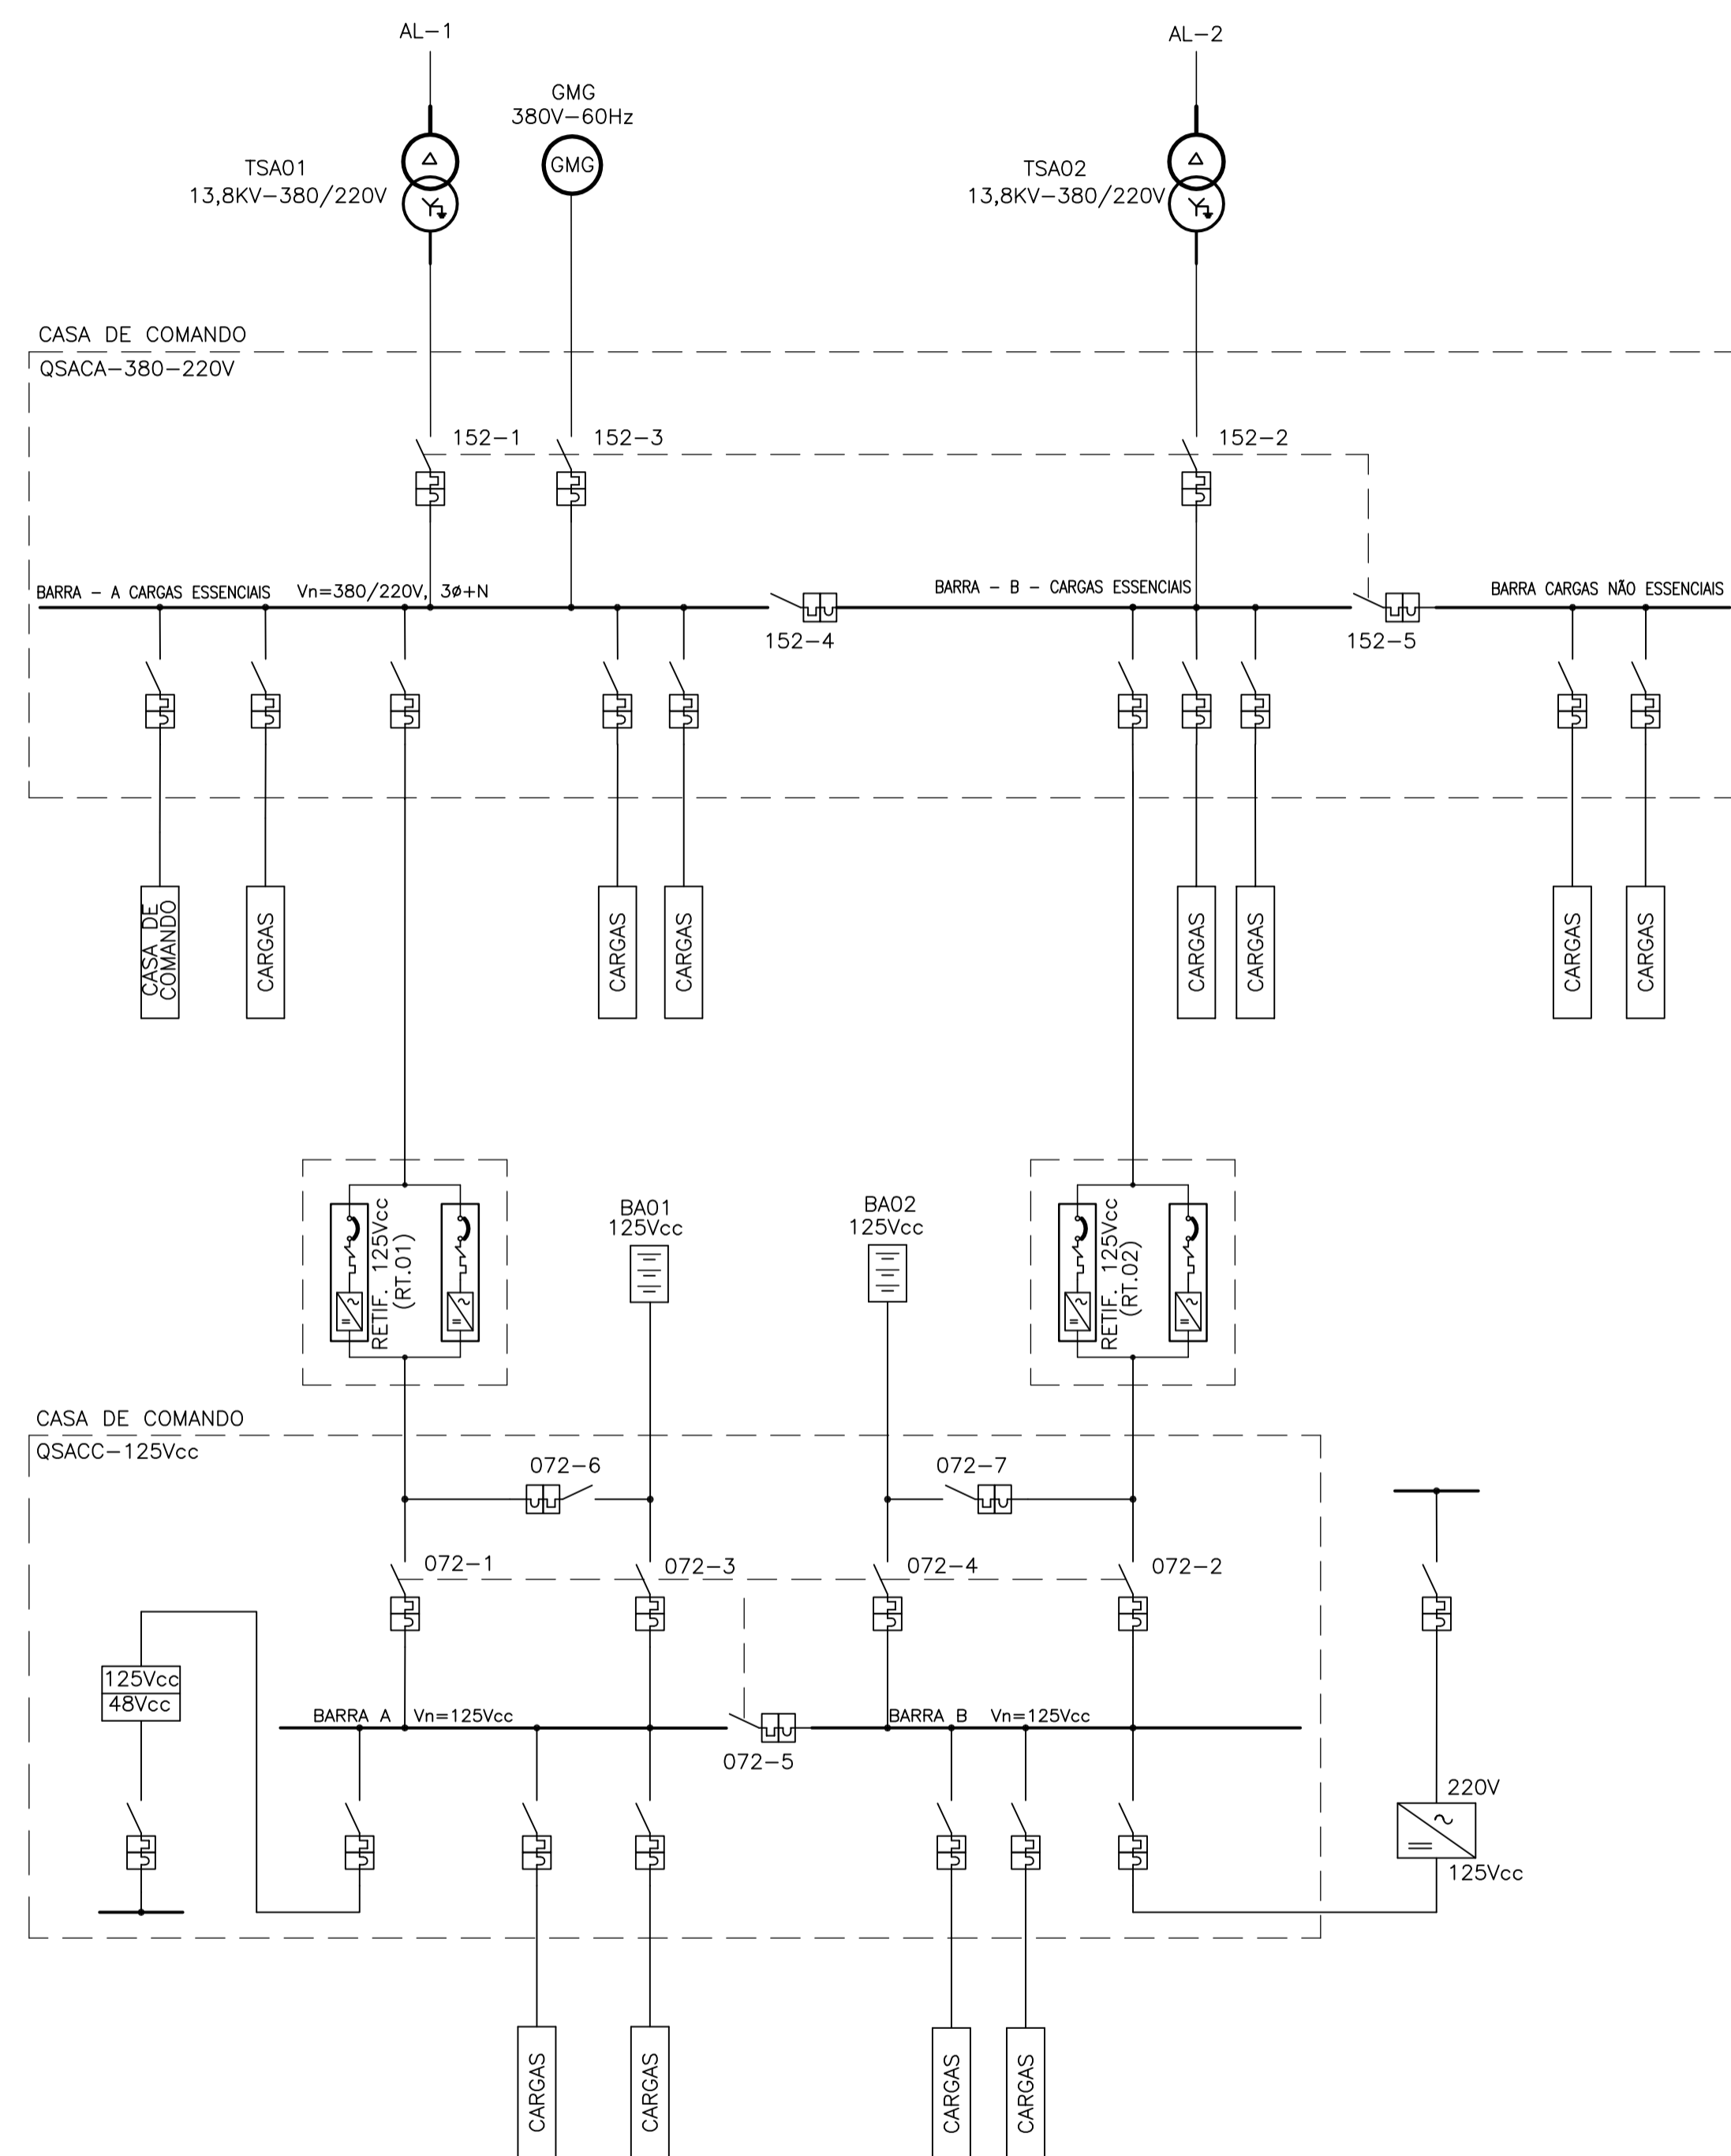 AL-1
AL-2
GMG
380V-60Hz
GMG
TSA01
13,8KV-380/220V
TSA02
13,8KV-380/220V
CASA DE COMANDO
QSACA-380-220V
152-1
152-3
152-2
BARRA - A CARGAS ESSENCIAIS
Vn=380/220V, 3ø+N
BARRA - B - CARGAS ESSENCIAIS
BARRA CARGAS NÃO ESSENCIAIS
152-4
152-5
CASA DE
COMANDO
CARGAS
CARGAS
CARGAS
CARGAS
CARGAS
CARGAS
CARGAS
RETIF. 125Vcc
(RT.01)
BA01
125Vcc
BA02
125Vcc
RETIF. 125Vcc
(RT.02)
CASA DE COMANDO
QSACC-125Vcc
072-6
072-7
072-1
072-3
072-4
072-2
125Vcc
48Vcc
BARRA A
Vn=125Vcc
BARRA B
Vn=125Vcc
072-5
220V
125Vcc
CARGAS
CARGAS
CARGAS
CARGAS